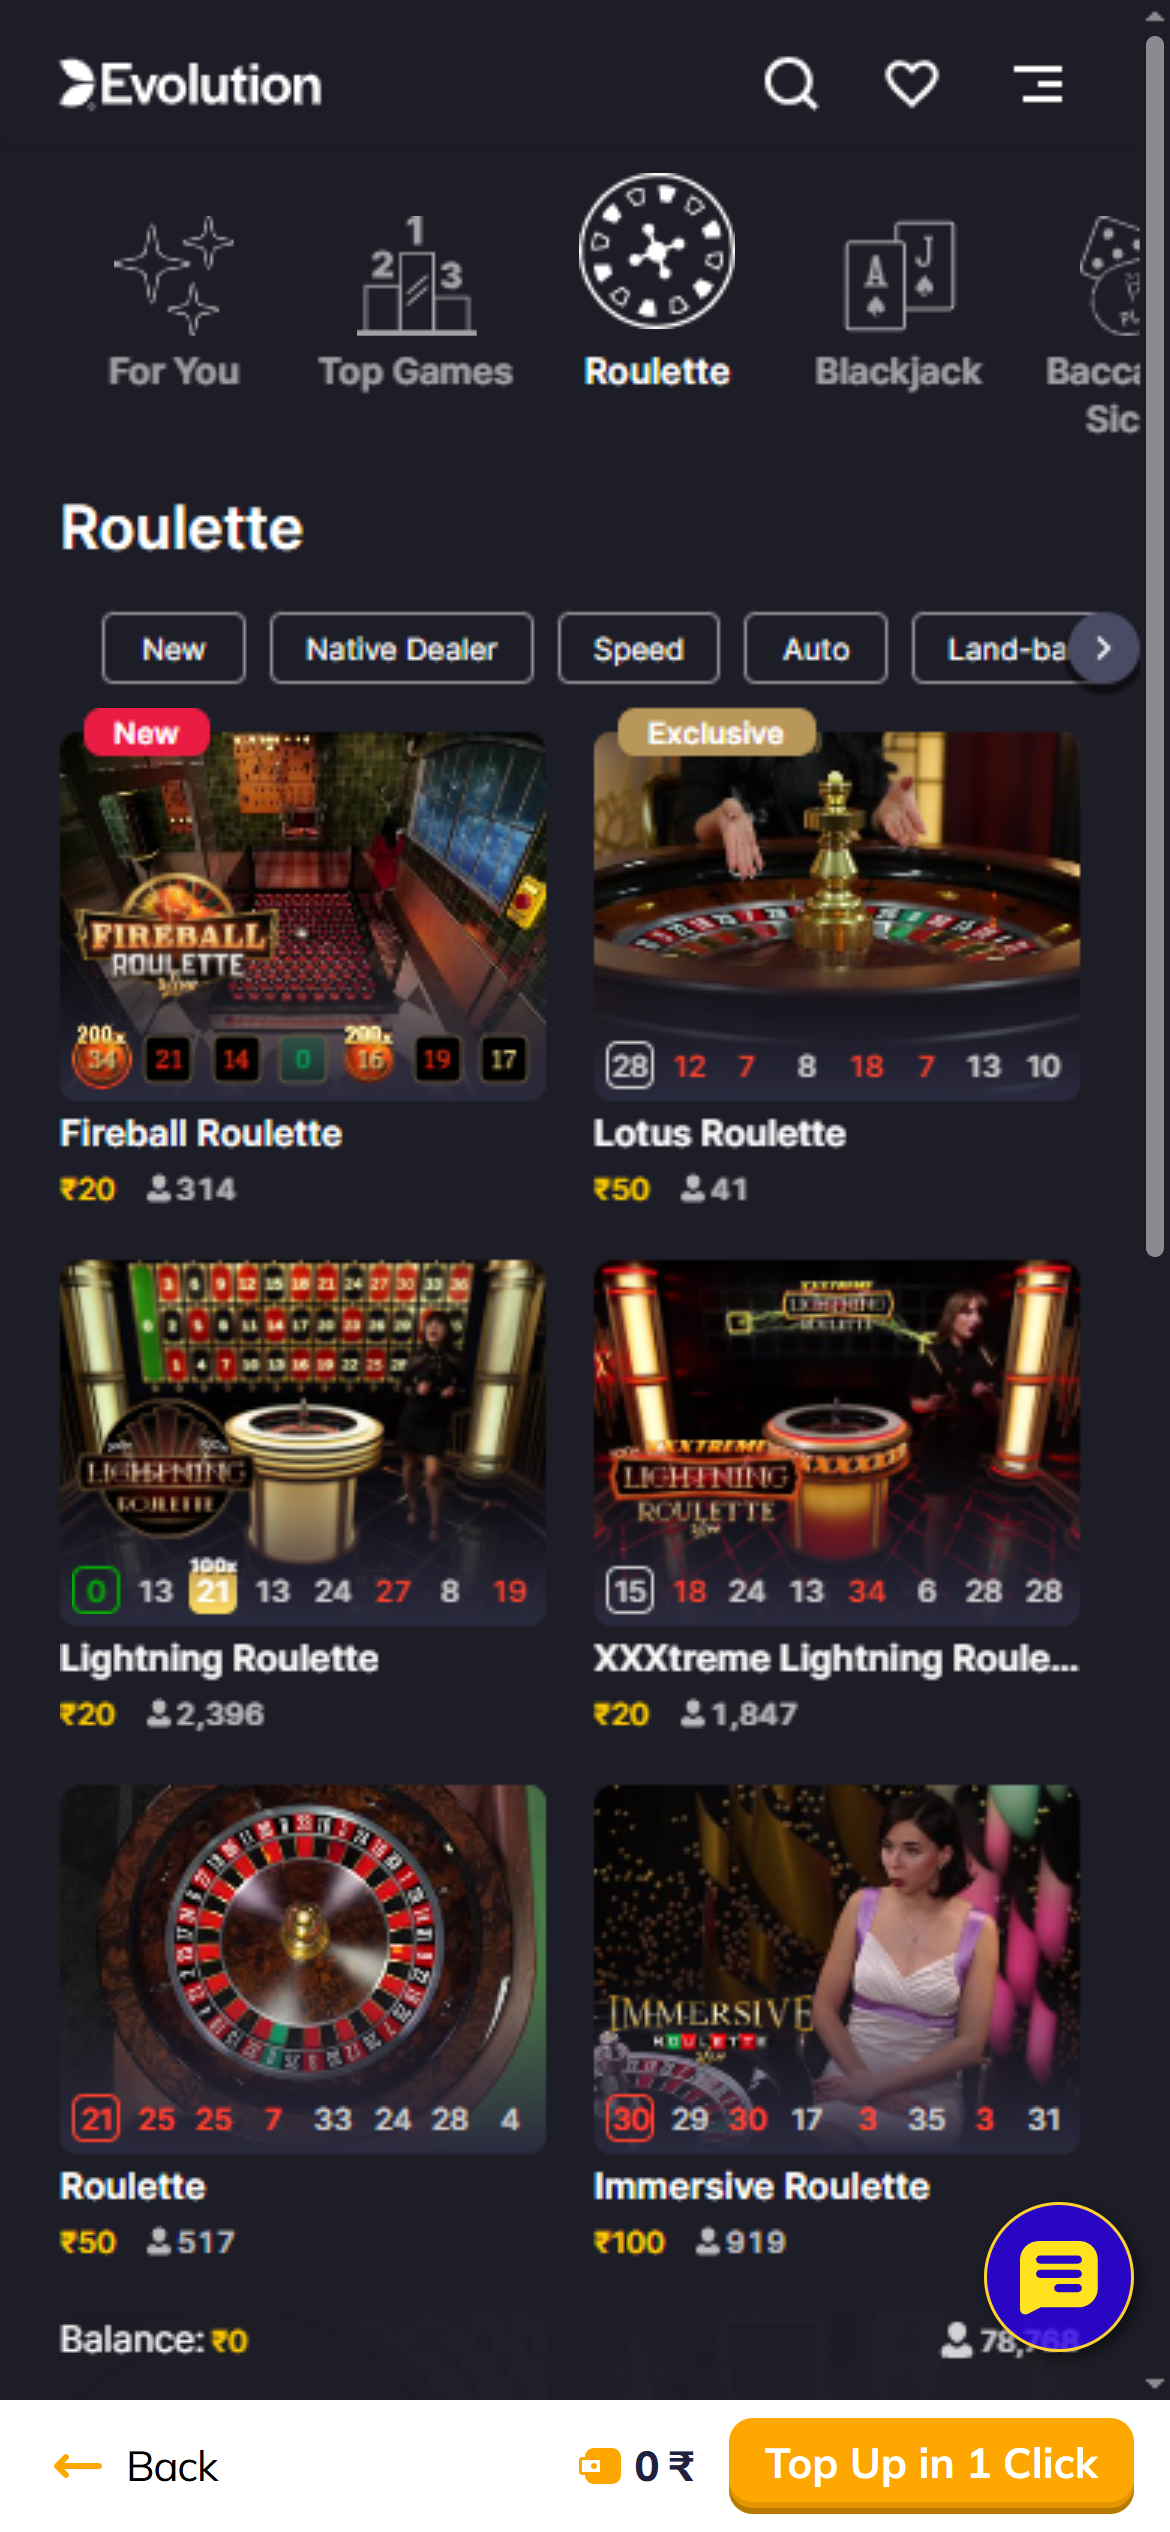 Evolution
For You
Top Games
Roulette
Blackjack
Bacca
Sic
Roulette
New
Native Dealer
Speed
Auto
Land-ba
New
Exclusive
FIREBALL
ROULETTE
200x
200x
34 21 14 0 16 19 17
28 12 7 8 18 7 13 10
Fireball Roulette
Lotus Roulette
₹20 314
₹50 41
LIGHTNING
ROULETTE
100x
0 13 21 13 24 27 8 19
XXXTREME
LIGHTNING
ROULETTE
15 18 24 13 34 6 28 28
Lightning Roulette
XXXtreme Lightning Roule...
₹20 2,396
₹20 1,847
21 25 25 7 33 24 28 4
IMMERSIVE
ROULETTE
30 29 30 17 3 35 3 31
Roulette
Immersive Roulette
₹50 517
₹100 919
Balance: ₹0
78,768
Back
0 ₹
Top Up in 1 Click